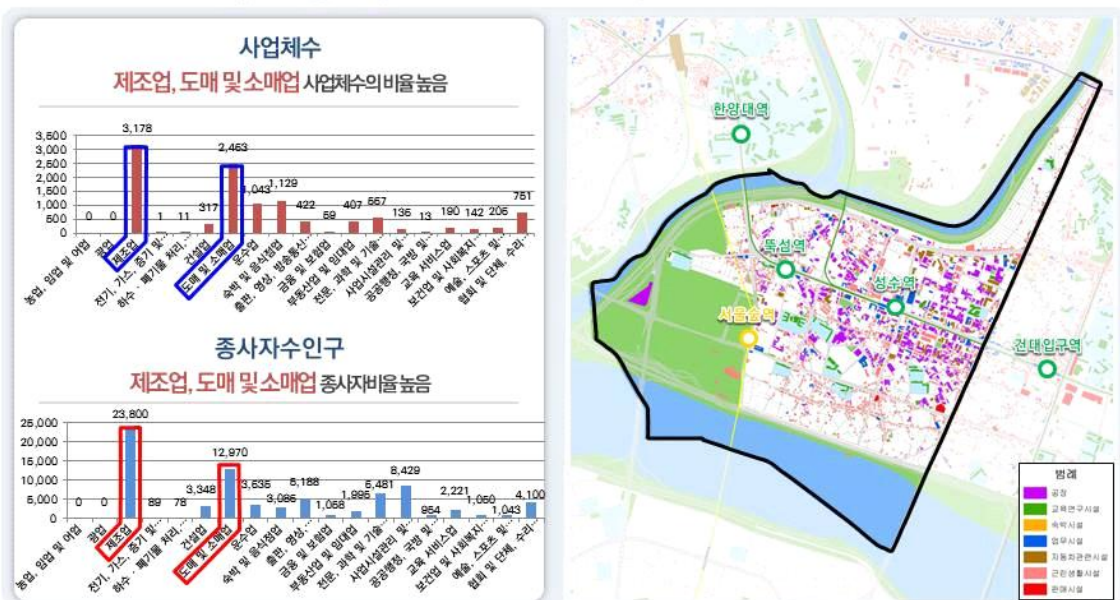 사업체수
제조업, 도매 및 소매업 사업체수의 비율 높음
3,500
3,000
2,500
2,000
1,500
1,000
500
0
0
0
3,178
1
11
317
2,463
1,043
1,129
422
59
407
567
136
13
190
142
206
751
농업, 임업 및 어업
광업
제조업
전기, 가스, 증기 및…
하수 · 폐기물 처리,…
건설업
도매 및 소매업
운수업
숙박 및 음식점업
출판, 영상, 방송통신…
금융 및 보험업
부동산업 및 임대업
전문, 과학 및 기술…
사업시설관리 및…
공공행정, 국방 및…
교육 서비스업
보건업 및 사회복지…
예술, 스포츠 및…
협회 및 단체, 수리…
종사자수인구
제조업, 도매 및 소매업 종사자비율 높음
25,000
20,000
15,000
10,000
5,000
0
0
0
23,800
89
78
3,348
12,970
3,635
3,086
5,188
1,058
1,995
6,481
8,429
954
2,221
1,050
1,043
4,100
농업, 임업 및 어업
광업
제조업
전기, 가스, 증기 및…
하수 · 폐기물 처리,…
건설업
도매 및 소매업
운수업
숙박 및 음식점업
출판, 영상,…
금융 및 보험업
부동산업 및 임대업
전문, 과학 및 기술…
사업시설관리 및…
공공행정, 국방 및…
교육 서비스업
보건업 및 사회복지…
예술, 스포츠 및…
협회 및 단체, 수리…
한양대역
뚝섬역
성수역
서울숲역
건대입구역
범례
공장
교육연구시설
숙박시설
업무시설
자동차관련시설
근린생활시설
판매시설